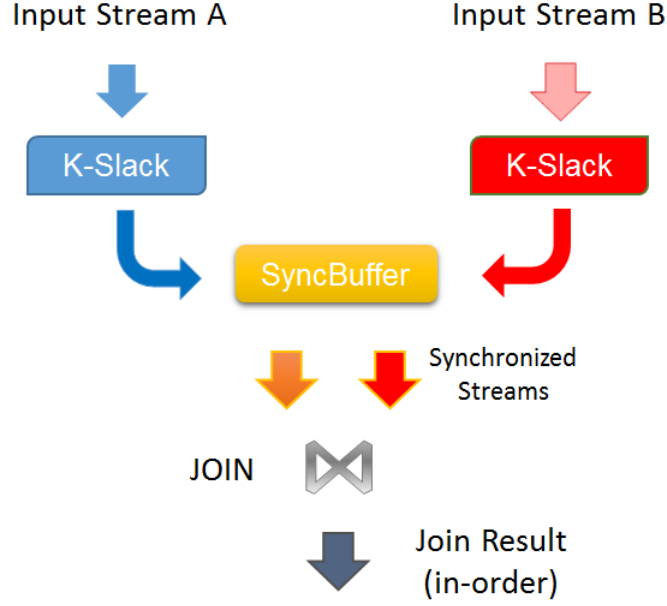 Input Stream A
Input Stream B
K-Slack
K-Slack
SyncBuffer
Synchronized
Streams
JOIN
Join Result
(in-order)